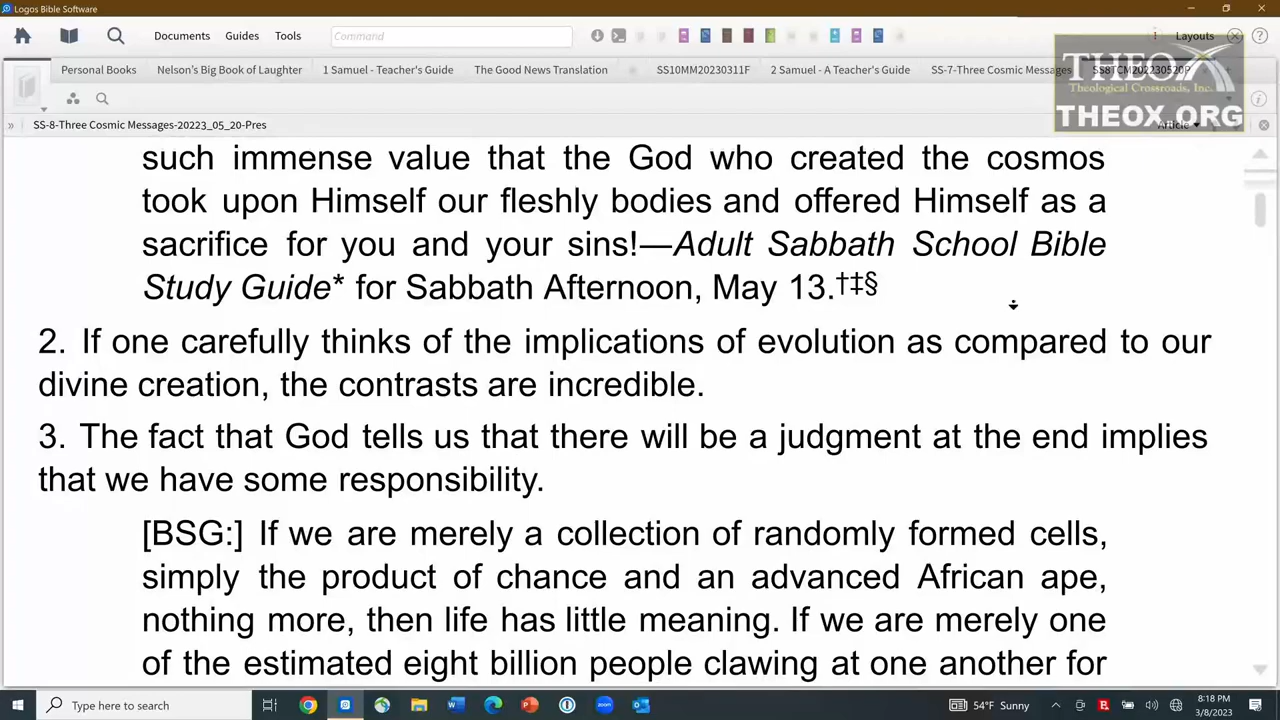 Logos Bible Software
Documents Guides Tools Command Layouts
THEOX
Theological Crossroads, Inc.
THEOX.ORG
Personal Books Nelson's Big Book of Laughter The Good News Translation SS10MM20230311F 2 Samuel - A Teacher's Guide SS-7-Three Cosmic Messages
SS-8-Three Cosmic Messages-20223_05_20-Pres Article
such immense value that the God who created the cosmos
took upon Himself our fleshly bodies and offered Himself as a
sacrifice for you and your sins!—Adult Sabbath School Bible
Study Guide* for Sabbath Afternoon, May 13.†‡§
2. If one carefully thinks of the implications of evolution as compared to our
divine creation, the contrasts are incredible.
3. The fact that God tells us that there will be a judgment at the end implies
that we have some responsibility.
[BSG:] If we are merely a collection of randomly formed cells,
simply the product of chance and an advanced African ape,
nothing more, then life has little meaning. If we are merely one
of the estimated eight billion people clawing at one another for
Type here to search 54°F Sunny 8:18 PM
3/8/2023